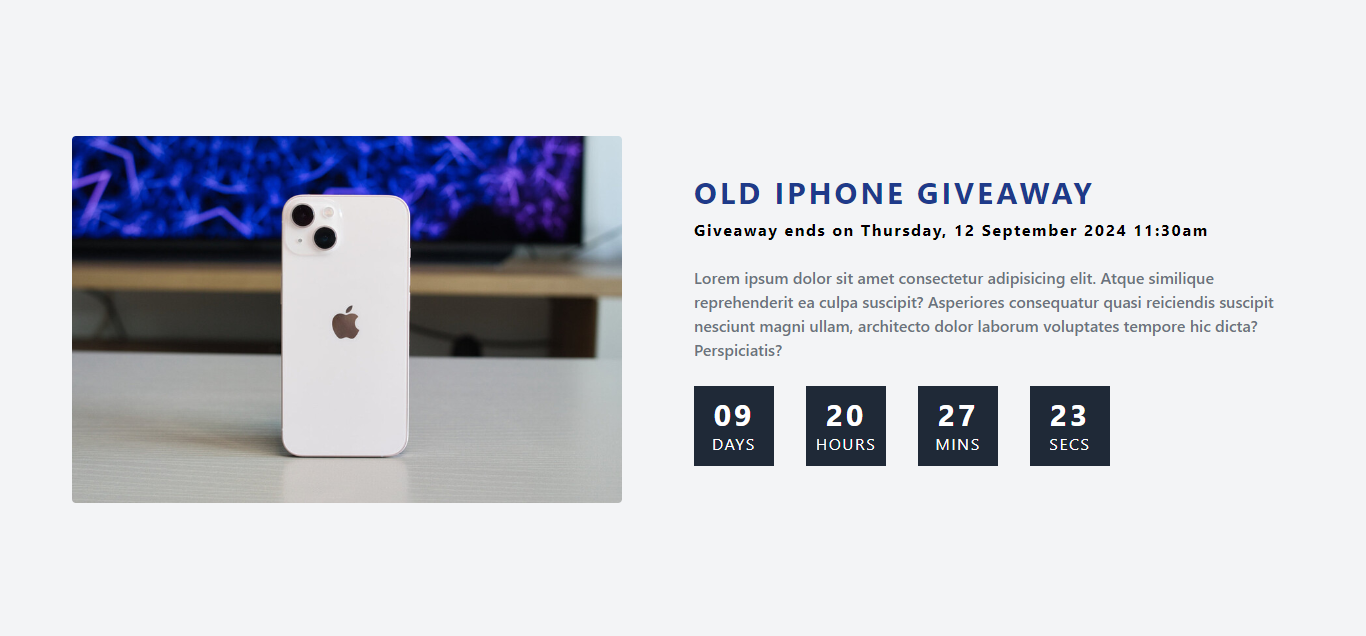 OLD IPHONE GIVEAWAY
Giveaway ends on Thursday, 12 September 2024 11:30am
Lorem ipsum dolor sit amet consectetur adipisicing elit. Atque similique
reprehenderit ea culpa suscipit? Asperiores consequatur quasi reiciendis suscipit
nesciunt magni ullam, architecto dolor laborum voluptates tempore hic dicta?
Perspiciatis?
09 20 27 23
DAYS HOURS MINS SECS